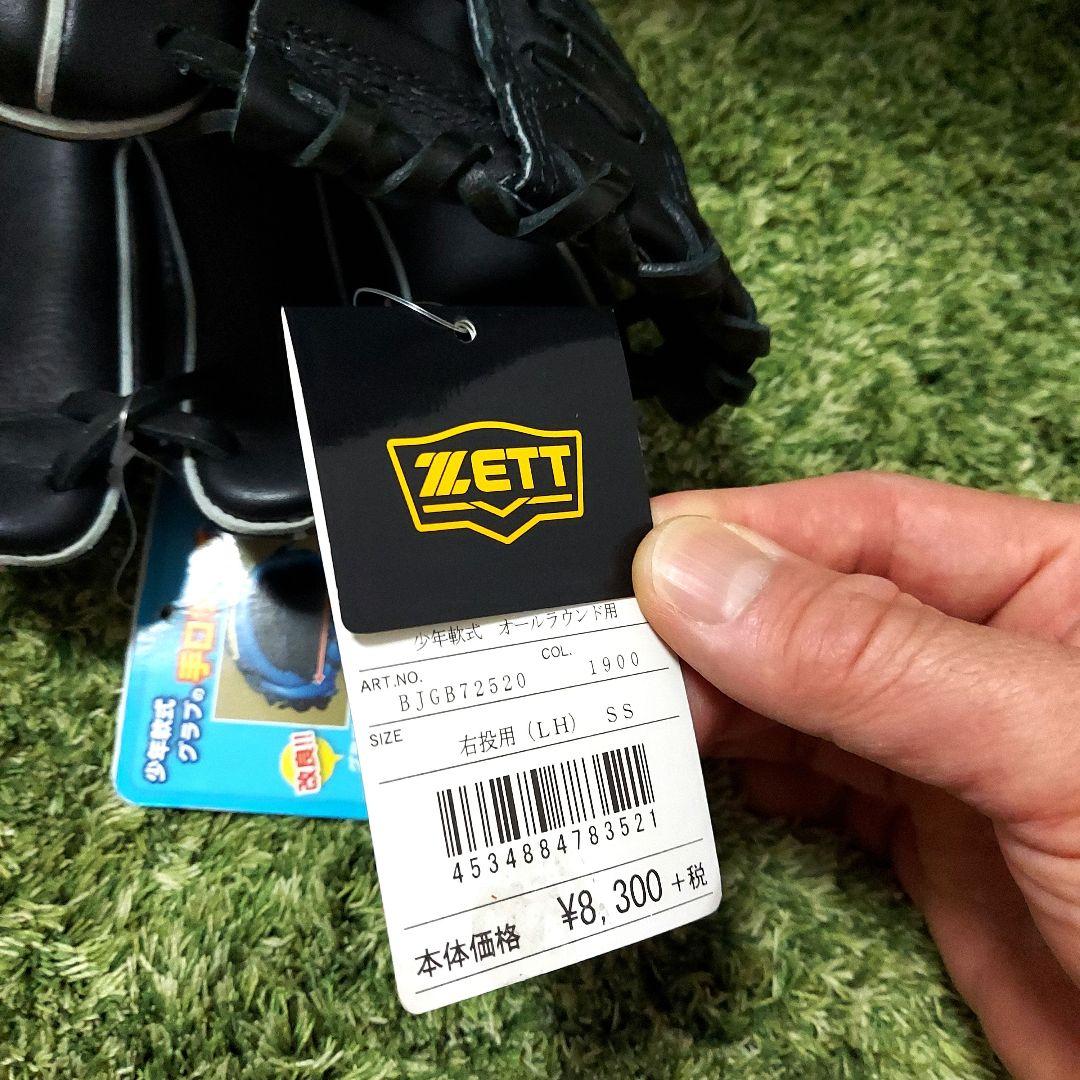 ZETT
少年軟式 オールラウンド用
ART.NO. COL.
BJGB72520 1900
SIZE 右投用(LH) SS
4534884783521
本体価格 ¥8,300+税
少年軟式
グラブの手口
改良!!